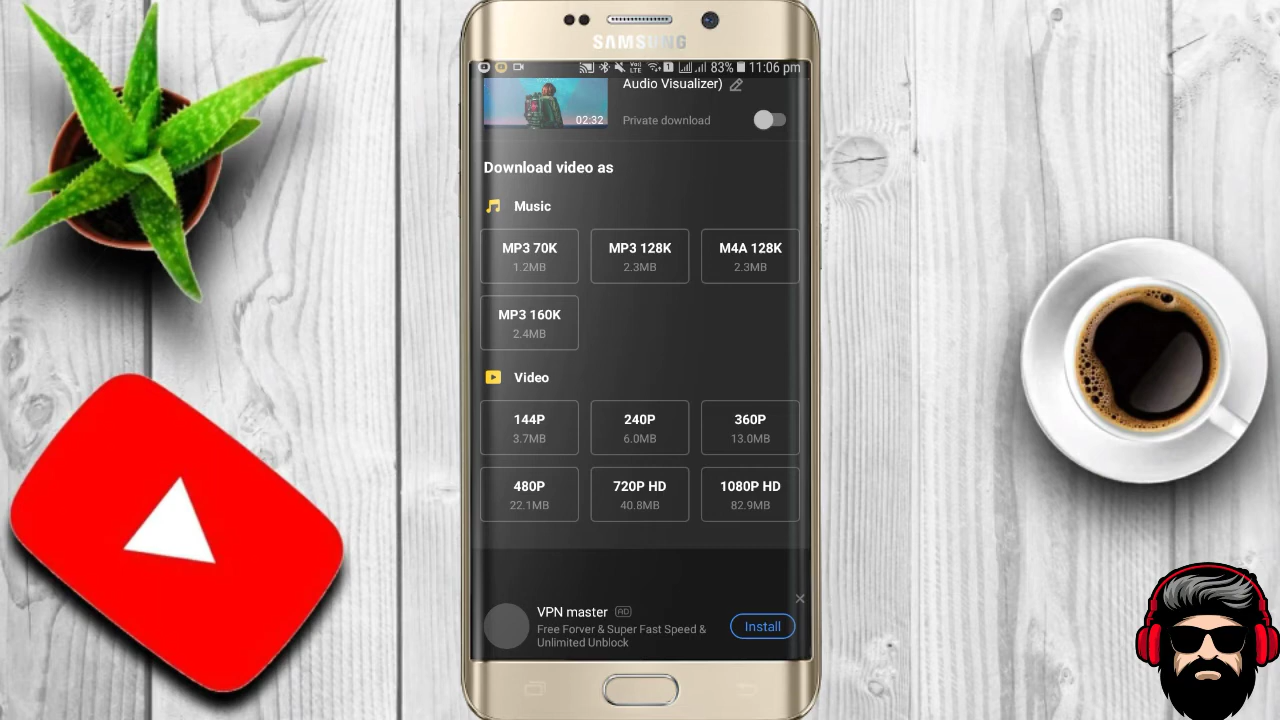 SAMSUNG
VoLTE 1 83% 11:06 pm
Audio Visualizer)
02:32
Private download
Download video as
Music
MP3 70K MP3 128K M4A 128K
1.2MB 2.3MB 2.3MB
MP3 160K
2.4MB
Video
144P 240P 360P
3.7MB 6.0MB 13.0MB
480P 720P HD 1080P HD
22.1MB 40.8MB 82.9MB
VPN master AD
Free Forver & Super Fast Speed &
Unlimited Unblock
Install